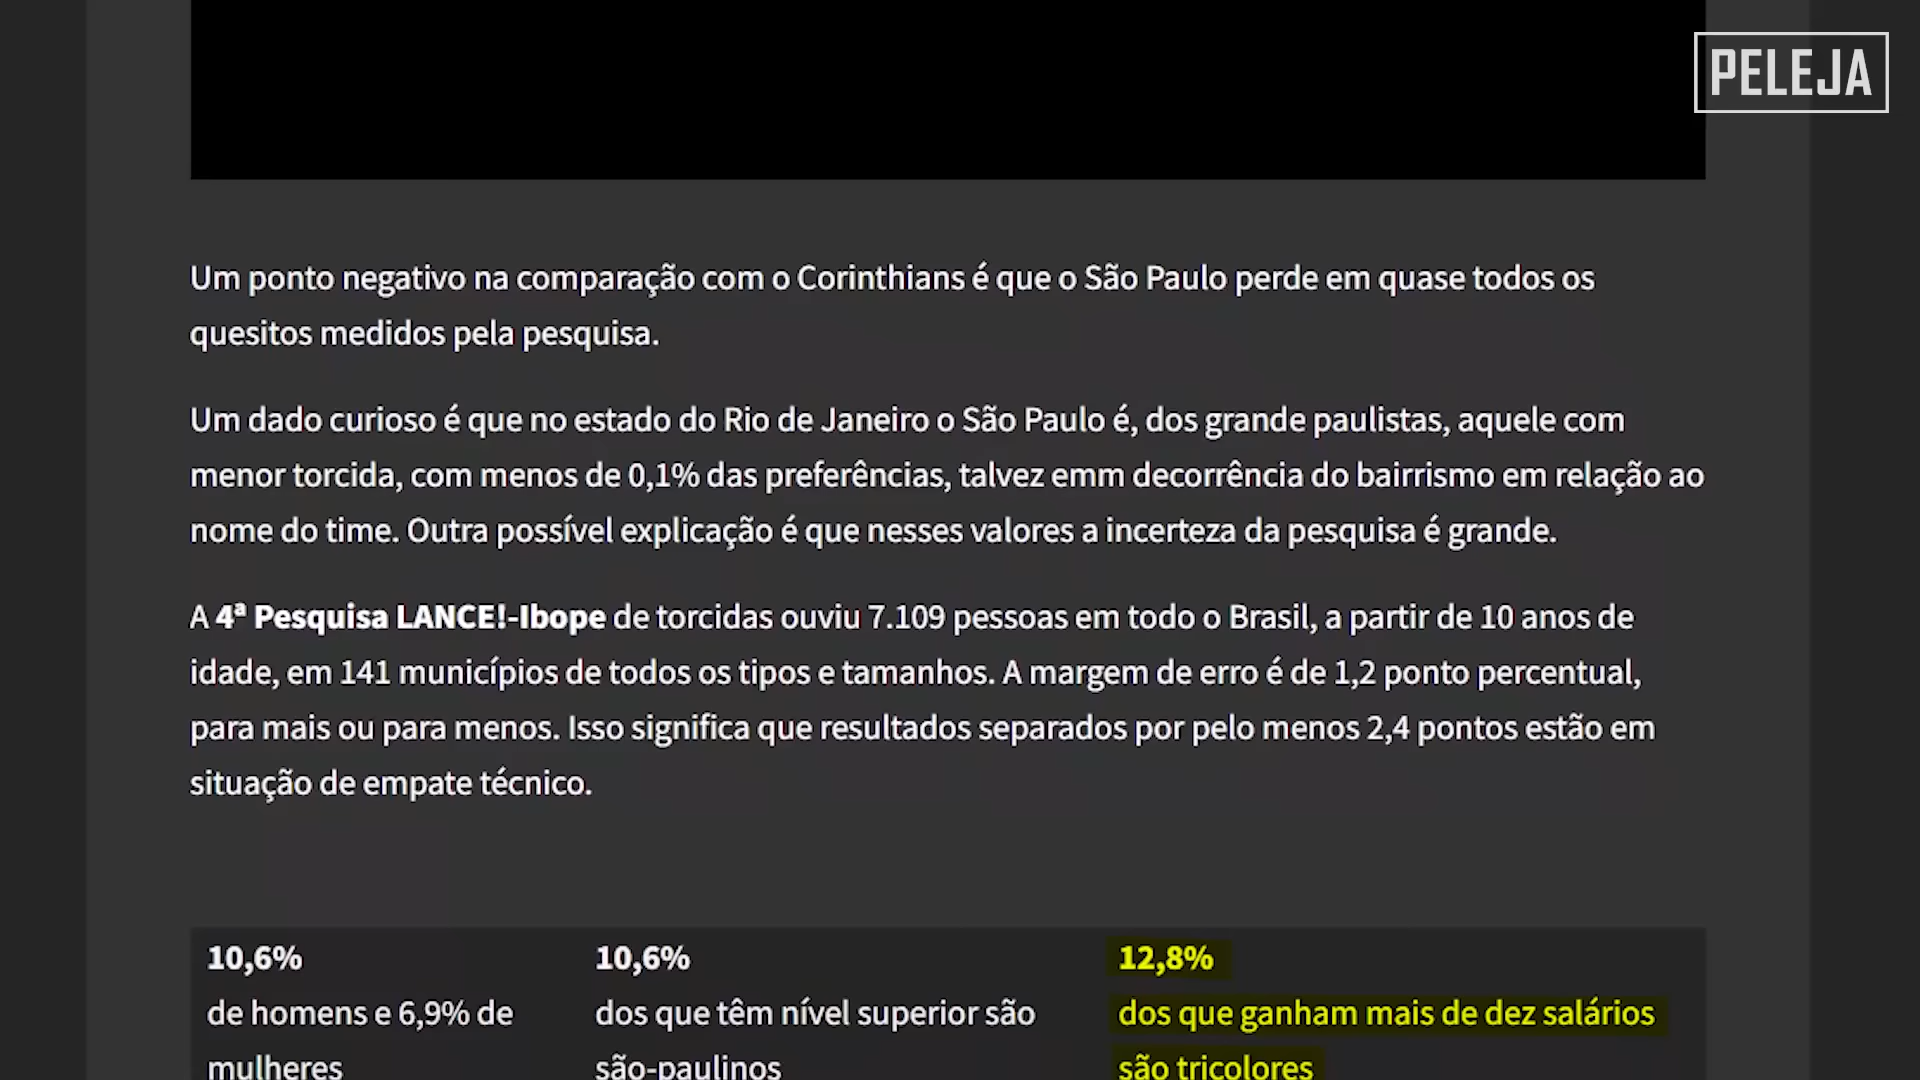 PELEJA
Um ponto negativo na comparação com o Corinthians é que o São Paulo perde em quase todos os
quesitos medidos pela pesquisa.
Um dado curioso é que no estado do Rio de Janeiro o São Paulo é, dos grande paulistas, aquele com
menor torcida, com menos de 0,1% das preferências, talvez emm decorrência do bairrismo em relação ao
nome do time. Outra possível explicação é que nesses valores a incerteza da pesquisa é grande.
A 4ª Pesquisa LANCE!-Ibope de torcidas ouviu 7.109 pessoas em todo o Brasil, a partir de 10 anos de
idade, em 141 municípios de todos os tipos e tamanhos. A margem de erro é de 1,2 ponto percentual,
para mais ou para menos. Isso significa que resultados separados por pelo menos 2,4 pontos estão em
situação de empate técnico.
10,6%
de homens e 6,9% de
mulheres
10,6%
dos que têm nível superior são
são-paulinos
12,8%
dos que ganham mais de dez salários
são tricolores